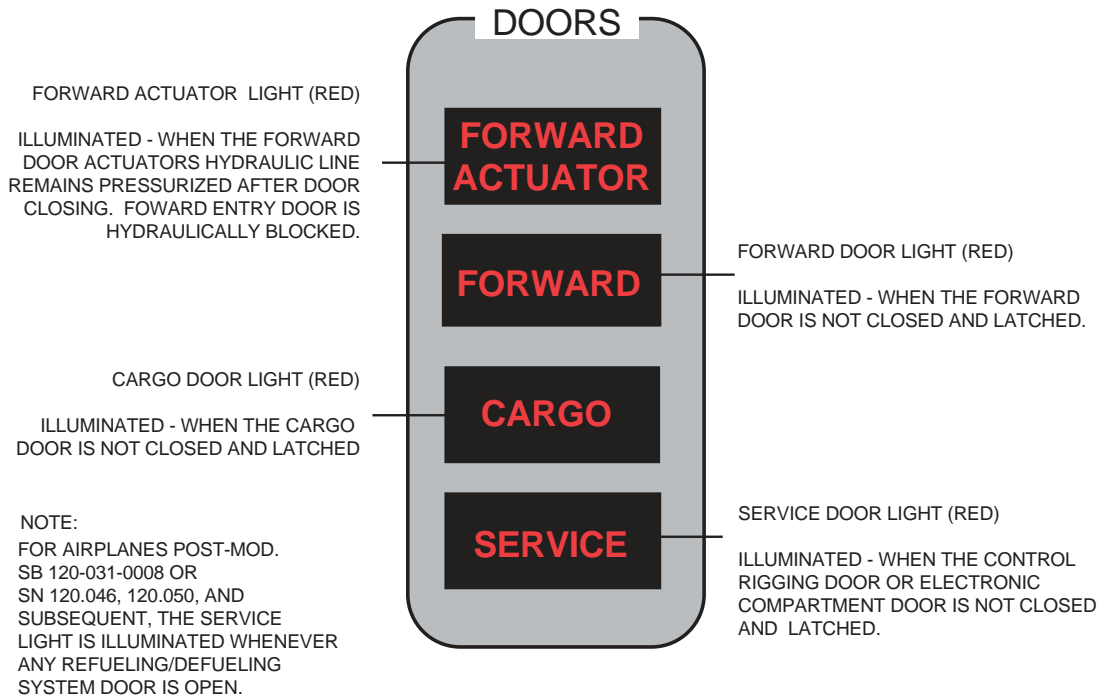 DOORS
FORWARD ACTUATOR LIGHT (RED)
ILLUMINATED - WHEN THE FORWARD
DOOR ACTUATORS HYDRAULIC LINE
REMAINS PRESSURIZED AFTER DOOR
CLOSING. FOWARD ENTRY DOOR IS
HYDRAULICALLY BLOCKED.
FORWARD
ACTUATOR
FORWARD
FORWARD DOOR LIGHT (RED)
ILLUMINATED - WHEN THE FORWARD
DOOR IS NOT CLOSED AND LATCHED.
CARGO DOOR LIGHT (RED)
ILLUMINATED - WHEN THE CARGO
DOOR IS NOT CLOSED AND LATCHED
CARGO
SERVICE
SERVICE DOOR LIGHT (RED)
ILLUMINATED - WHEN THE CONTROL
RIGGING DOOR OR ELECTRONIC
COMPARTMENT DOOR IS NOT CLOSED
AND LATCHED.
NOTE:
FOR AIRPLANES POST-MOD.
SB 120-031-0008 OR
SN 120.046, 120.050, AND
SUBSEQUENT, THE SERVICE
LIGHT IS ILLUMINATED WHENEVER
ANY REFUELING/DEFUELING
SYSTEM DOOR IS OPEN.